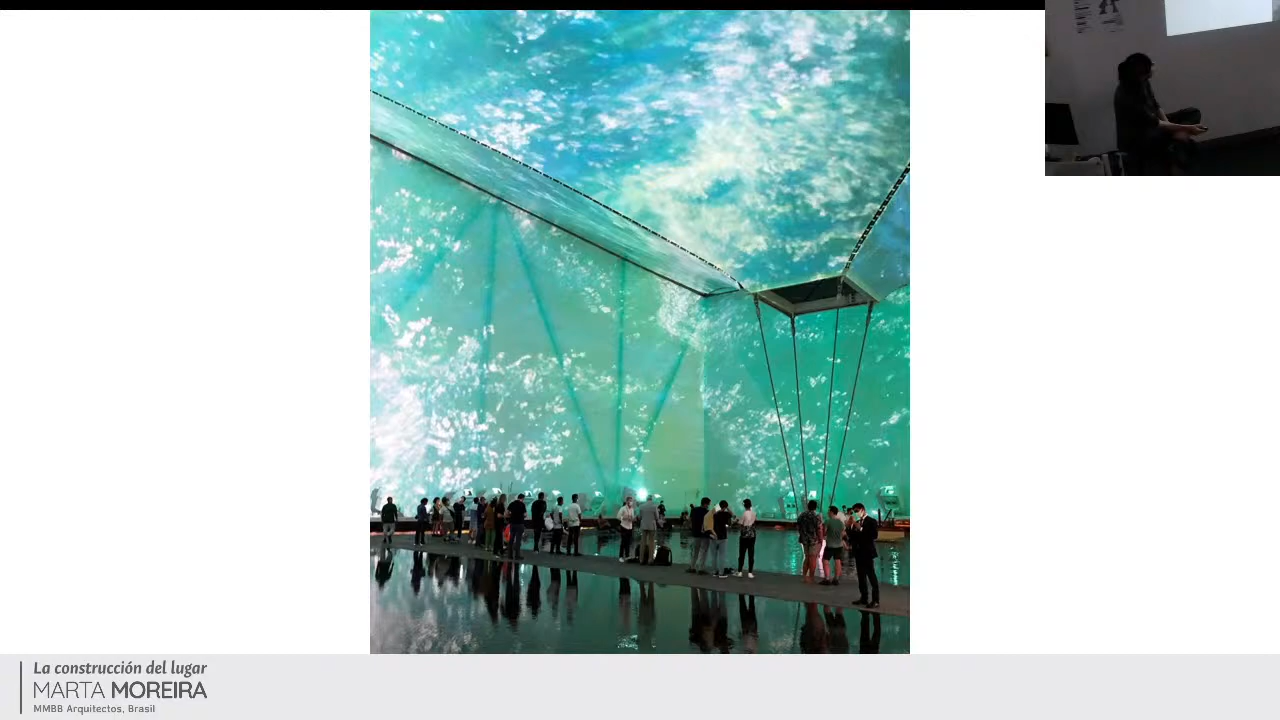 La construcción del lugar
MARTA MOREIRA
MMBB Arquitectos, Brasil